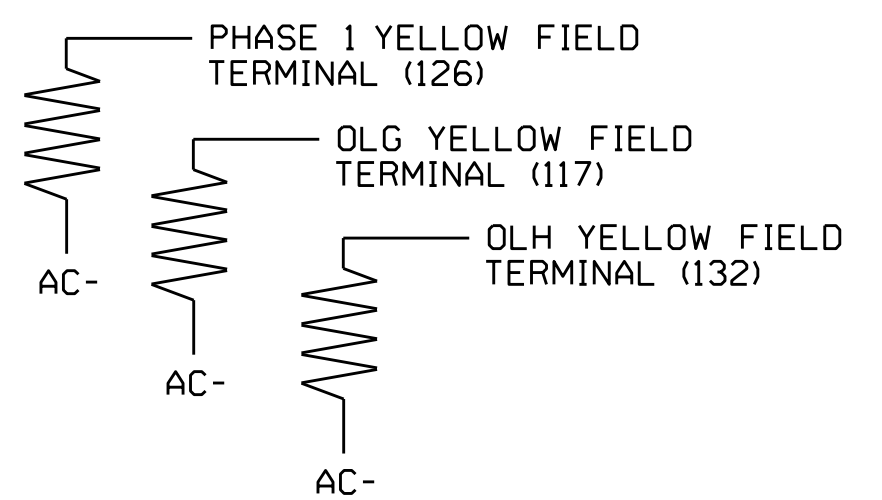 PHASE 1 YELLOW FIELD
TERMINAL (126)
OLG YELLOW FIELD
TERMINAL (117)
OLH YELLOW FIELD
TERMINAL (132)
AC-
AC-
AC-